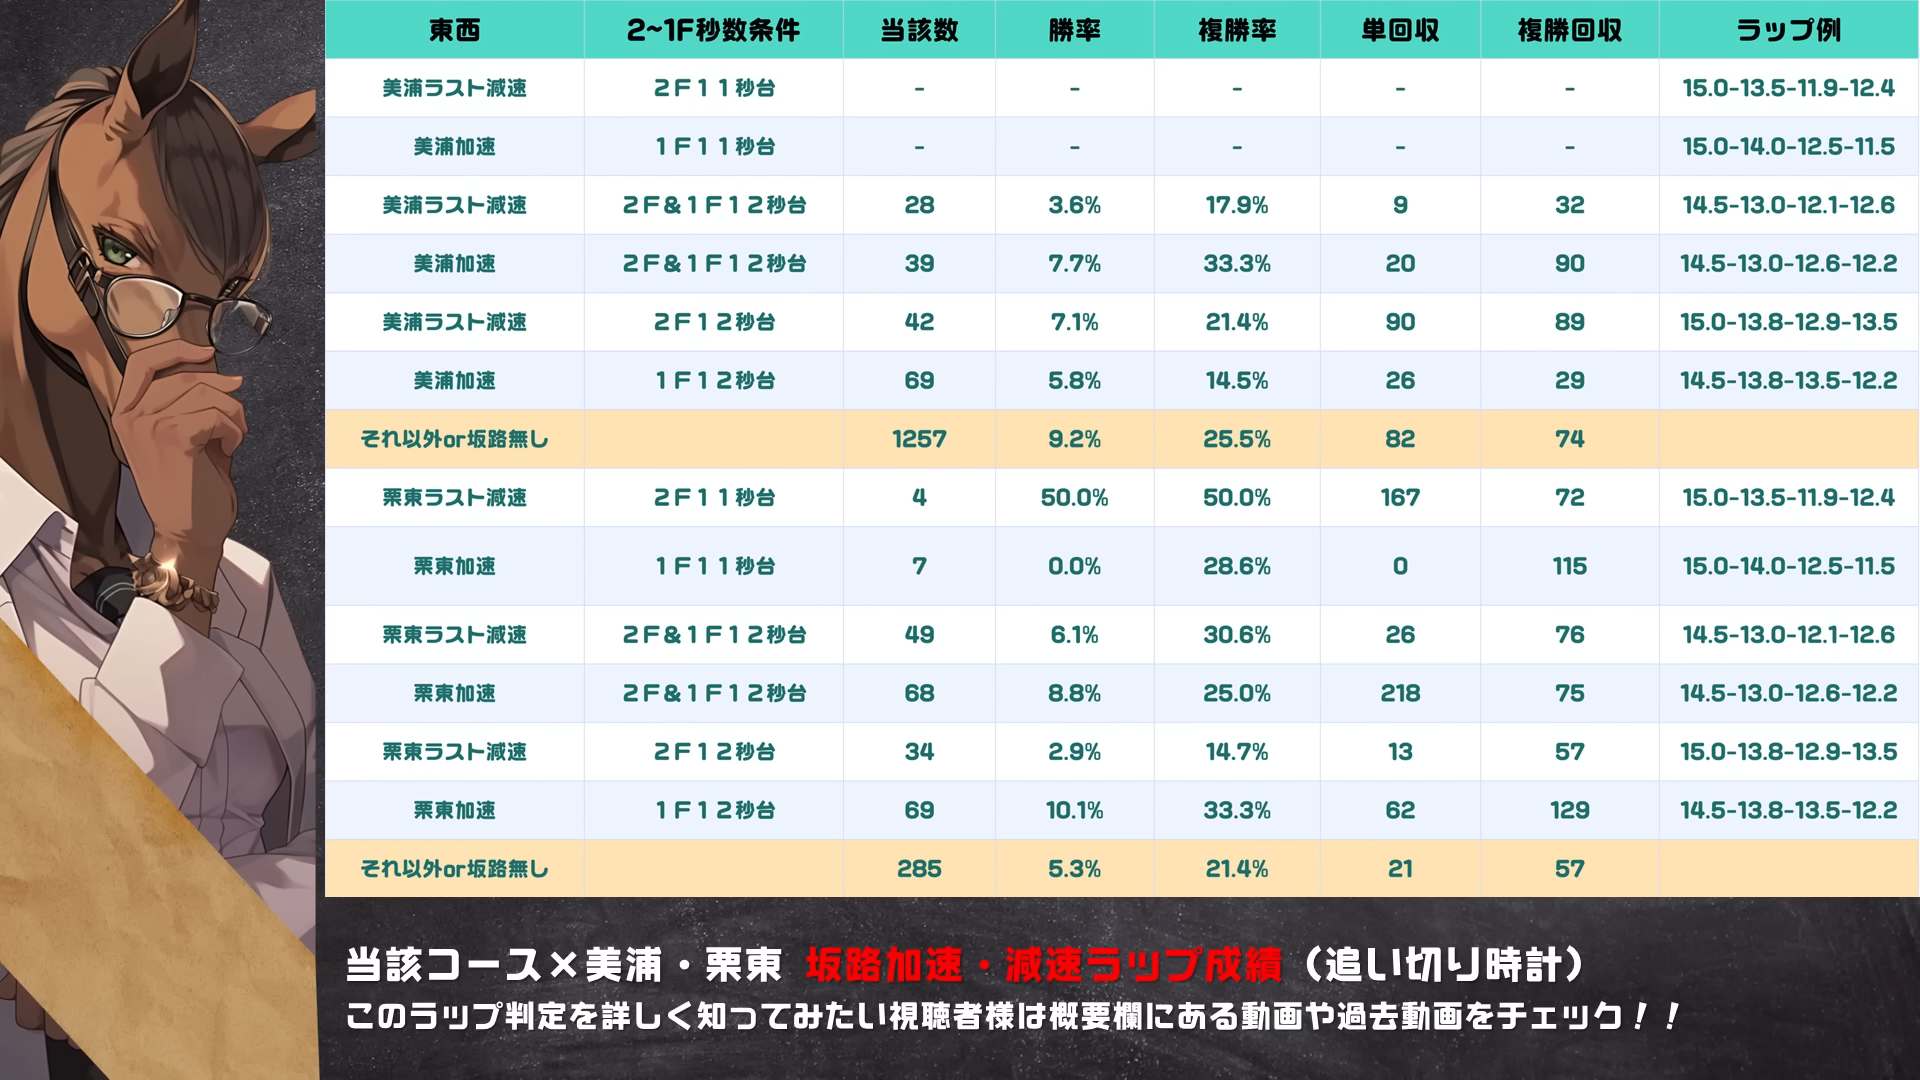 東西 2~1F秒数条件 当該数 勝率 複勝率 単回収 複勝回収 ラップ例
美浦ラスト減速 2F11秒台 - - - - - 15.0-13.5-11.9-12.4
美浦加速 1F11秒台 - - - - - 15.0-14.0-12.5-11.5
美浦ラスト減速 2F&1F12秒台 28 3.6% 17.9% 9 32 14.5-13.0-12.1-12.6
美浦加速 2F&1F12秒台 39 7.7% 33.3% 20 90 14.5-13.0-12.6-12.2
美浦ラスト減速 2F12秒台 42 7.1% 21.4% 90 89 15.0-13.8-12.9-13.5
美浦加速 1F12秒台 69 5.8% 14.5% 26 29 14.5-13.8-13.5-12.2
それ以外or坂路無し 1257 9.2% 25.5% 82 74
栗東ラスト減速 2F11秒台 4 50.0% 50.0% 167 72 15.0-13.5-11.9-12.4
栗東加速 1F11秒台 7 0.0% 28.6% 0 115 15.0-14.0-12.5-11.5
栗東ラスト減速 2F&1F12秒台 49 6.1% 30.6% 26 76 14.5-13.0-12.1-12.6
栗東加速 2F&1F12秒台 68 8.8% 25.0% 218 75 14.5-13.0-12.6-12.2
栗東ラスト減速 2F12秒台 34 2.9% 14.7% 13 57 15.0-13.8-12.9-13.5
栗東加速 1F12秒台 69 10.1% 33.3% 62 129 14.5-13.8-13.5-12.2
それ以外or坂路無し 285 5.3% 21.4% 21 57
当該コース×美浦・栗東 坂路加速・減速ラップ成績（追い切り時計）
このラップ判定を詳しく知ってみたい視聴者様は概要欄にある動画や過去動画をチェック！！